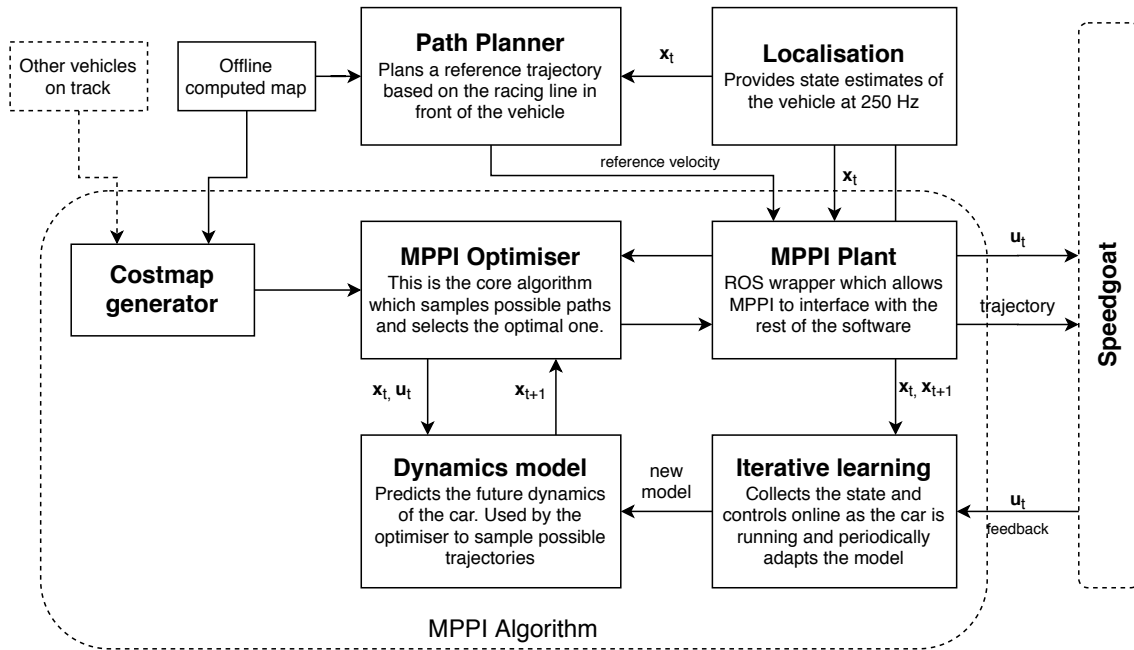 Other vehicles
on track
Offline
computed map
Path Planner
Plans a reference trajectory
based on the racing line in
front of the vehicle
x_t
Localisation
Provides state estimates of
the vehicle at 250 Hz
reference velocity
x_t
Costmap
generator
MPPI Optimiser
This is the core algorithm
which samples possible paths
and selects the optimal one.
MPPI Plant
ROS wrapper which allows
MPPI to interface with the
rest of the software
u_t
trajectory
Speedgoat
x_t, u_t
x_{t+1}
x_t, x_{t+1}
Dynamics model
Predicts the future dynamics
of the car. Used by the
optimiser to sample possible
trajectories
new
model
Iterative learning
Collects the state and
controls online as the car is
running and periodically
adapts the model
u_t
feedback
MPPI Algorithm